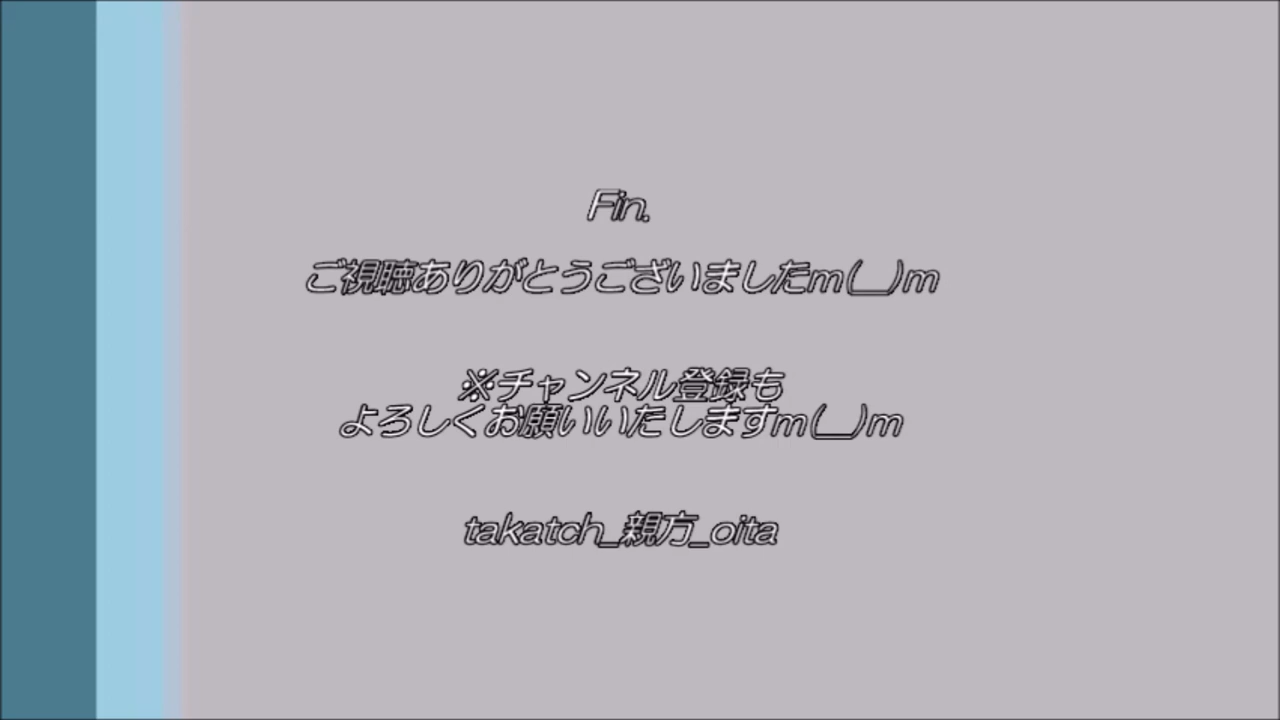 Fin.
ご視聴ありがとうございましたm(__)m
※チャンネル登録も
よろしくお願いいたしますm(__)m
takatch_親方_oita